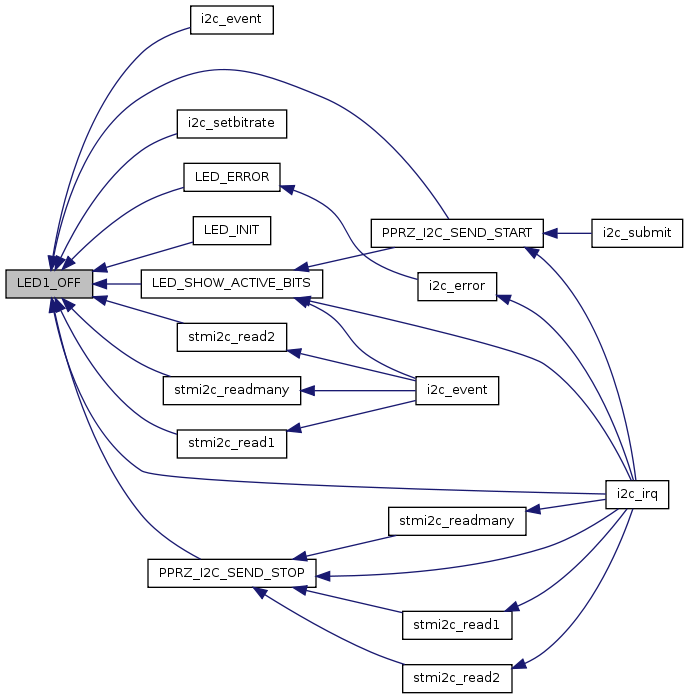 i2c_event
i2c_setbitrate
LED_ERROR
LED_INIT
PPRZ_I2C_SEND_START
i2c_submit
LED1_OFF
LED_SHOW_ACTIVE_BITS
i2c_error
stmi2c_read2
stmi2c_readmany
i2c_event
stmi2c_read1
i2c_irq
stmi2c_readmany
PPRZ_I2C_SEND_STOP
stmi2c_read1
stmi2c_read2